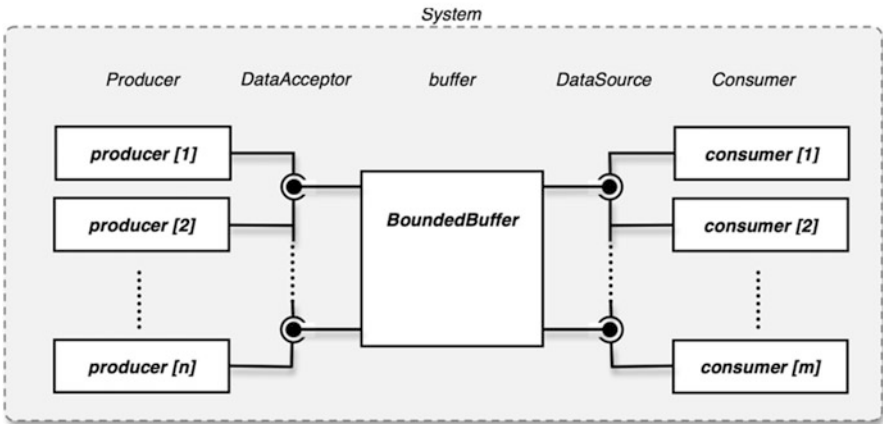 System
Producer DataAcceptor buffer DataSource Consumer
producer [1] consumer [1]
producer [2] BoundedBuffer consumer [2]
producer [n] consumer [m]